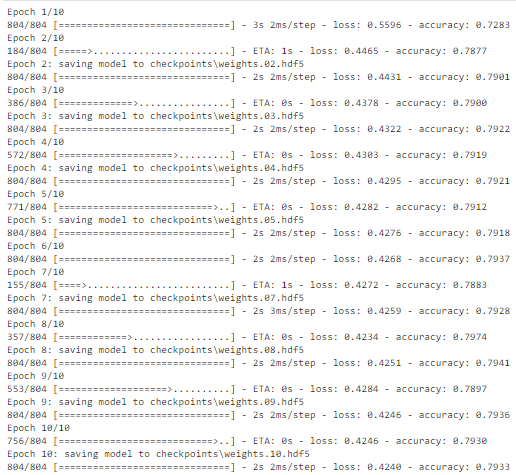 Epoch 1/10
804/804 [==============================] - 3s 2ms/step - loss: 0.5596 - accuracy: 0.7283
Epoch 2/10
184/804 [=====>........................] - ETA: 1s - loss: 0.4465 - accuracy: 0.7877
Epoch 2: saving model to checkpoints\weights.02.hdf5
804/804 [==============================] - 2s 2ms/step - loss: 0.4431 - accuracy: 0.7901
Epoch 3/10
386/804 [=============>................] - ETA: 0s - loss: 0.4378 - accuracy: 0.7900
Epoch 3: saving model to checkpoints\weights.03.hdf5
804/804 [==============================] - 2s 2ms/step - loss: 0.4322 - accuracy: 0.7922
Epoch 4/10
572/804 [====================>.........] - ETA: 0s - loss: 0.4303 - accuracy: 0.7919
Epoch 4: saving model to checkpoints\weights.04.hdf5
804/804 [==============================] - 2s 2ms/step - loss: 0.4295 - accuracy: 0.7921
Epoch 5/10
771/804 [===========================>..] - ETA: 0s - loss: 0.4282 - accuracy: 0.7912
Epoch 5: saving model to checkpoints\weights.05.hdf5
804/804 [==============================] - 2s 2ms/step - loss: 0.4276 - accuracy: 0.7918
Epoch 6/10
804/804 [==============================] - 2s 2ms/step - loss: 0.4268 - accuracy: 0.7937
Epoch 7/10
155/804 [====>.........................] - ETA: 1s - loss: 0.4272 - accuracy: 0.7883
Epoch 7: saving model to checkpoints\weights.07.hdf5
804/804 [==============================] - 2s 3ms/step - loss: 0.4259 - accuracy: 0.7928
Epoch 8/10
357/804 [============>.................] - ETA: 0s - loss: 0.4234 - accuracy: 0.7974
Epoch 8: saving model to checkpoints\weights.08.hdf5
804/804 [==============================] - 2s 2ms/step - loss: 0.4251 - accuracy: 0.7941
Epoch 9/10
553/804 [===================>..........] - ETA: 0s - loss: 0.4284 - accuracy: 0.7897
Epoch 9: saving model to checkpoints\weights.09.hdf5
804/804 [==============================] - 2s 2ms/step - loss: 0.4246 - accuracy: 0.7936
Epoch 10/10
756/804 [===========================>..] - ETA: 0s - loss: 0.4246 - accuracy: 0.7930
Epoch 10: saving model to checkpoints\weights.10.hdf5
804/804 [==============================] - 2s 2ms/step - loss: 0.4240 - accuracy: 0.7933